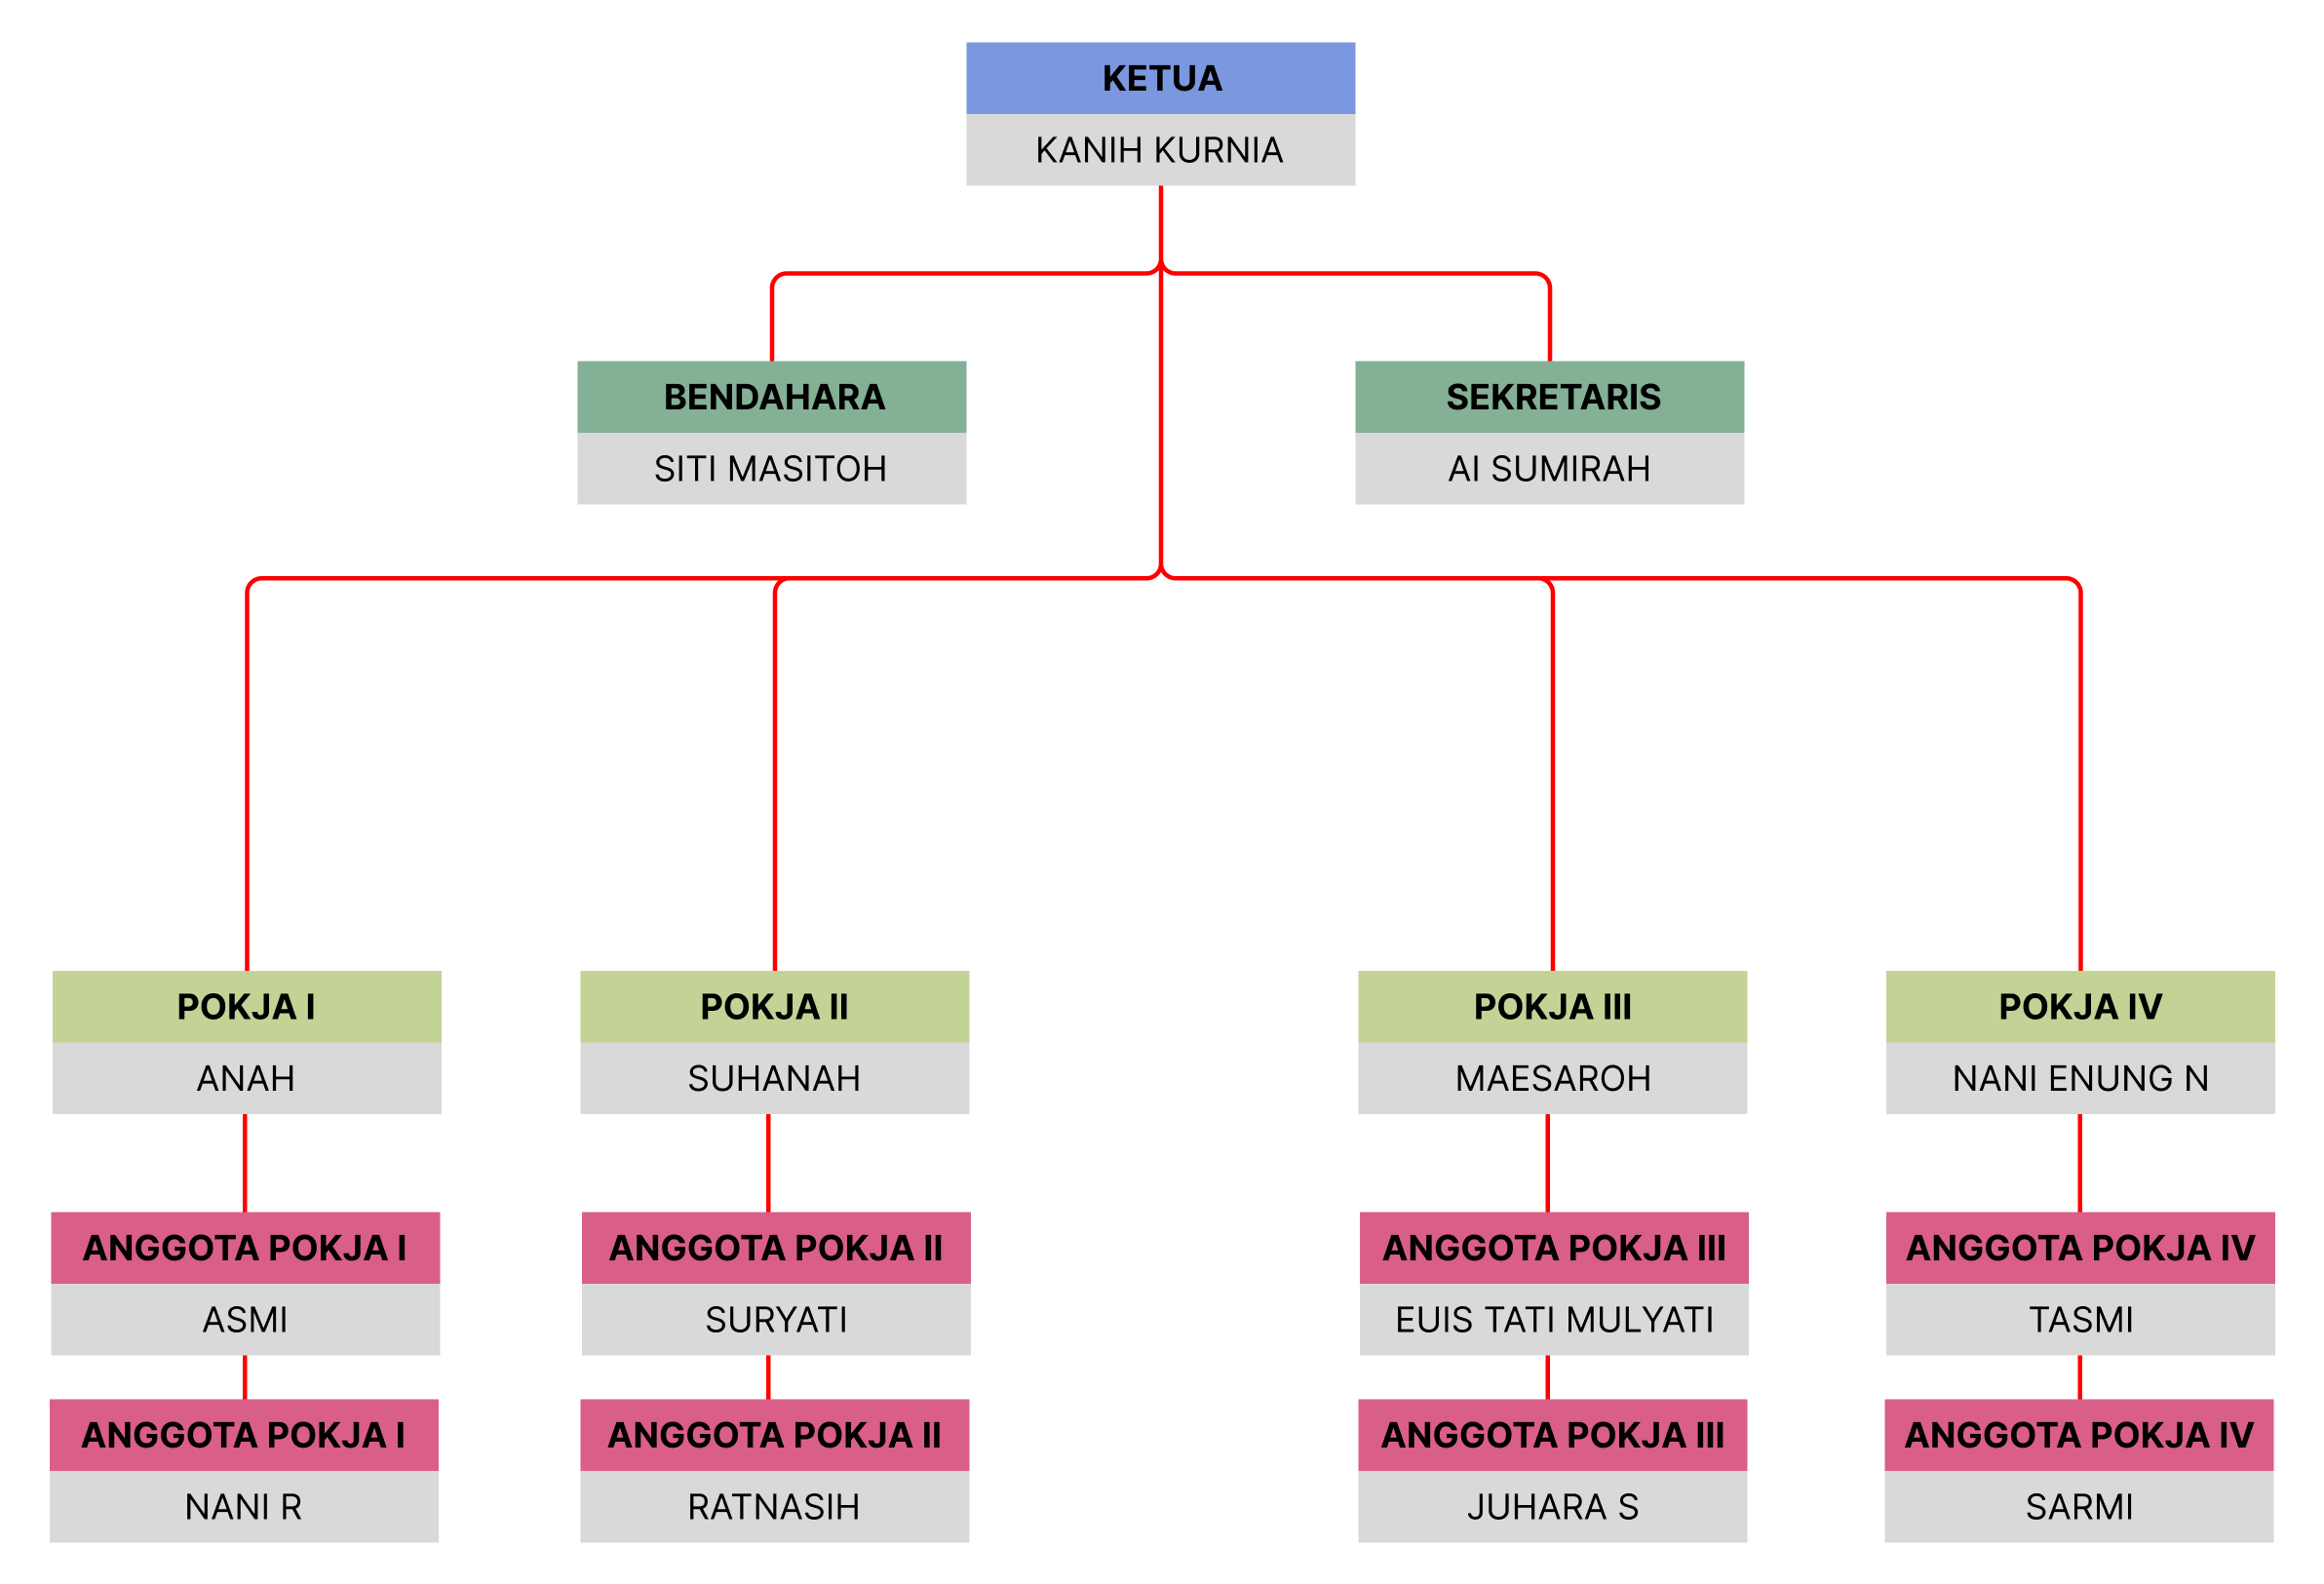 KETUA
KANIH KURNIA
BENDAHARA
SITI MASITOH
SEKRETARIS
AI SUMIRAH
POKJA I
ANAH
POKJA II
SUHANAH
POKJA III
MAESAROH
POKJA IV
NANI ENUNG N
ANGGOTA POKJA I
ASMI
ANGGOTA POKJA II
SURYATI
ANGGOTA POKJA III
EUIS TATI MULYATI
ANGGOTA POKJA IV
TASMI
ANGGOTA POKJA I
NANI R
ANGGOTA POKJA II
RATNASIH
ANGGOTA POKJA III
JUHARA S
ANGGOTA POKJA IV
SARMI